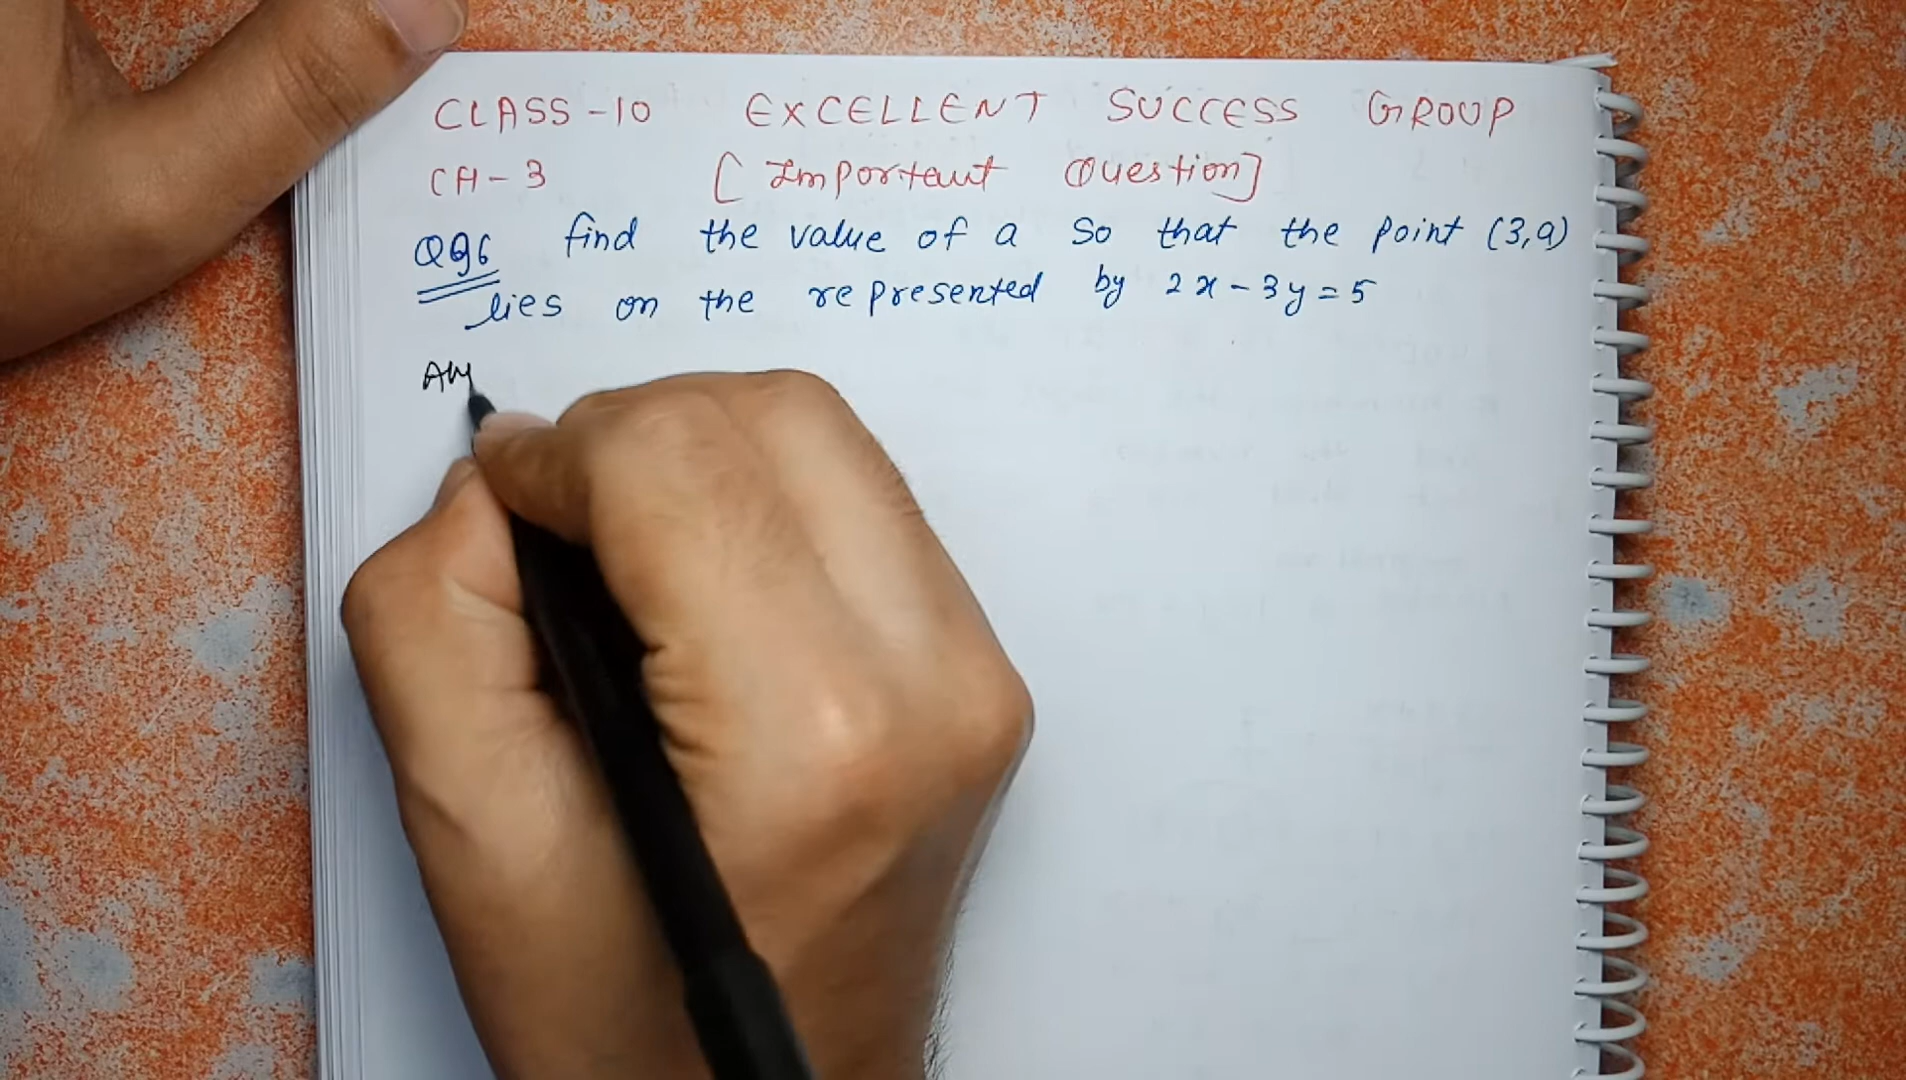 CLASS-10 EXCELLENT SUCCESS GROUP
CH-3 [Important Question]
Q96 find the value of a so that the point (3,a)
lies on the represented by 2x-3y=5